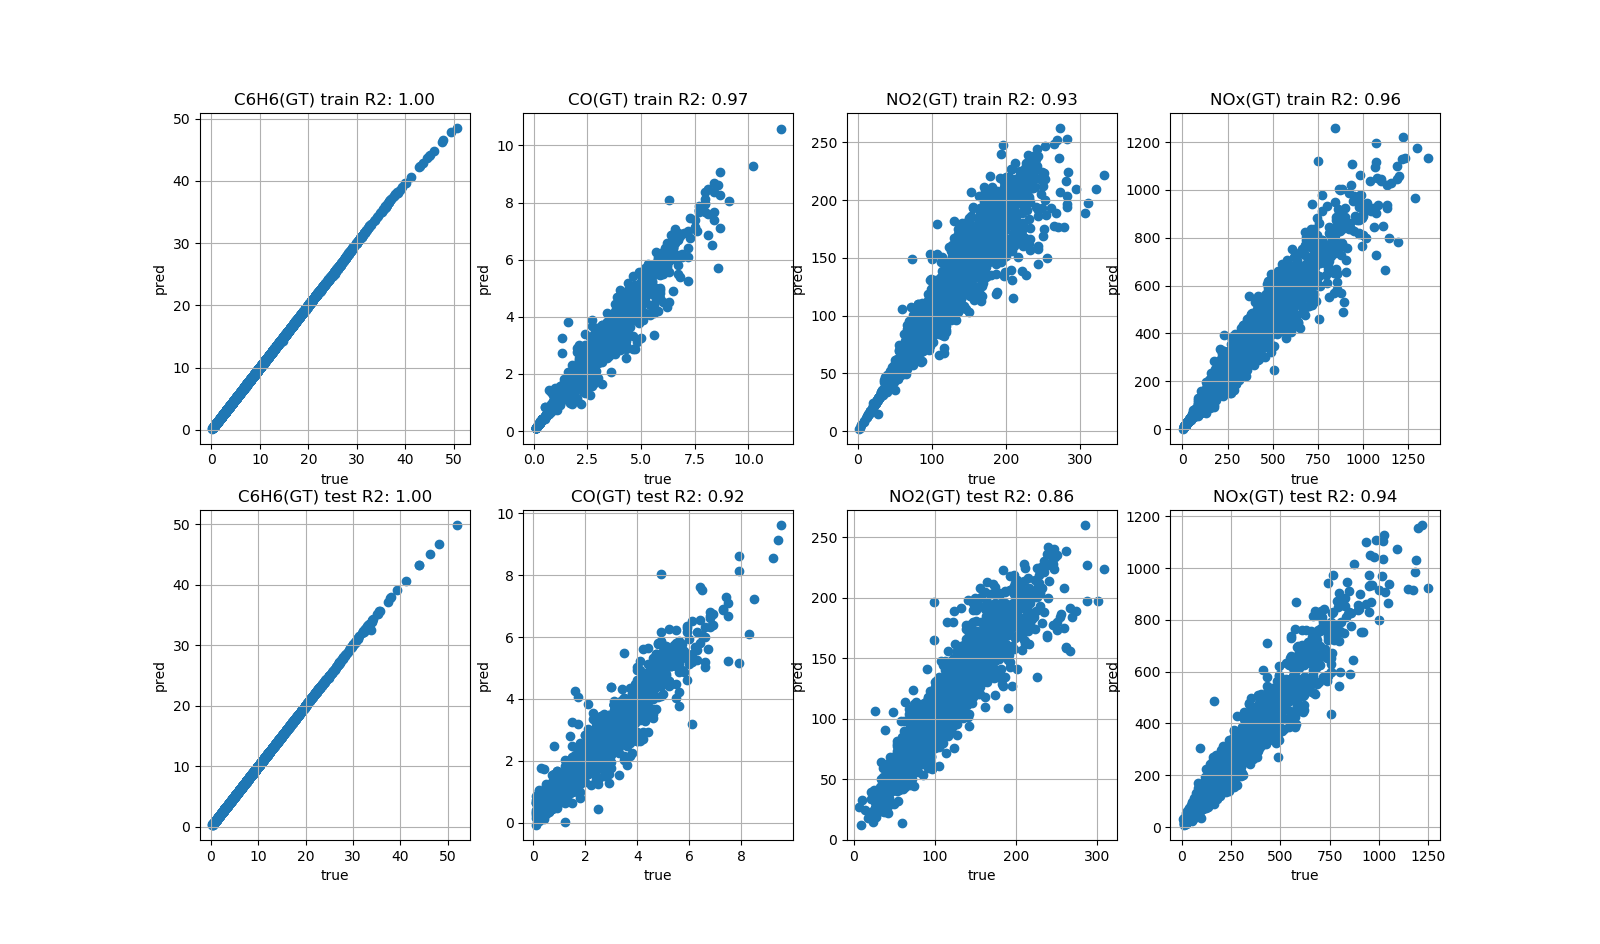 C6H6(GT) train R2: 1.00
50
40
30
20
10
0
pred
0 10 20 30 40 50
true
CO(GT) train R2: 0.97
10
8
6
4
2
0
pred
0.0 2.5 5.0 7.5 10.0
true
NO2(GT) train R2: 0.93
250
200
150
100
50
0
pred
0 100 200 300
true
NOx(GT) train R2: 0.96
1200
1000
800
600
400
200
0
pred
0 250 500 750 1000 1250
true
C6H6(GT) test R2: 1.00
50
40
30
20
10
0
pred
0 10 20 30 40 50
true
CO(GT) test R2: 0.92
10
8
6
4
2
0
pred
0 2 4 6 8
true
NO2(GT) test R2: 0.86
250
200
150
100
50
0
pred
0 100 200 300
true
NOx(GT) test R2: 0.94
1200
1000
800
600
400
200
0
pred
0 250 500 750 1000 1250
true